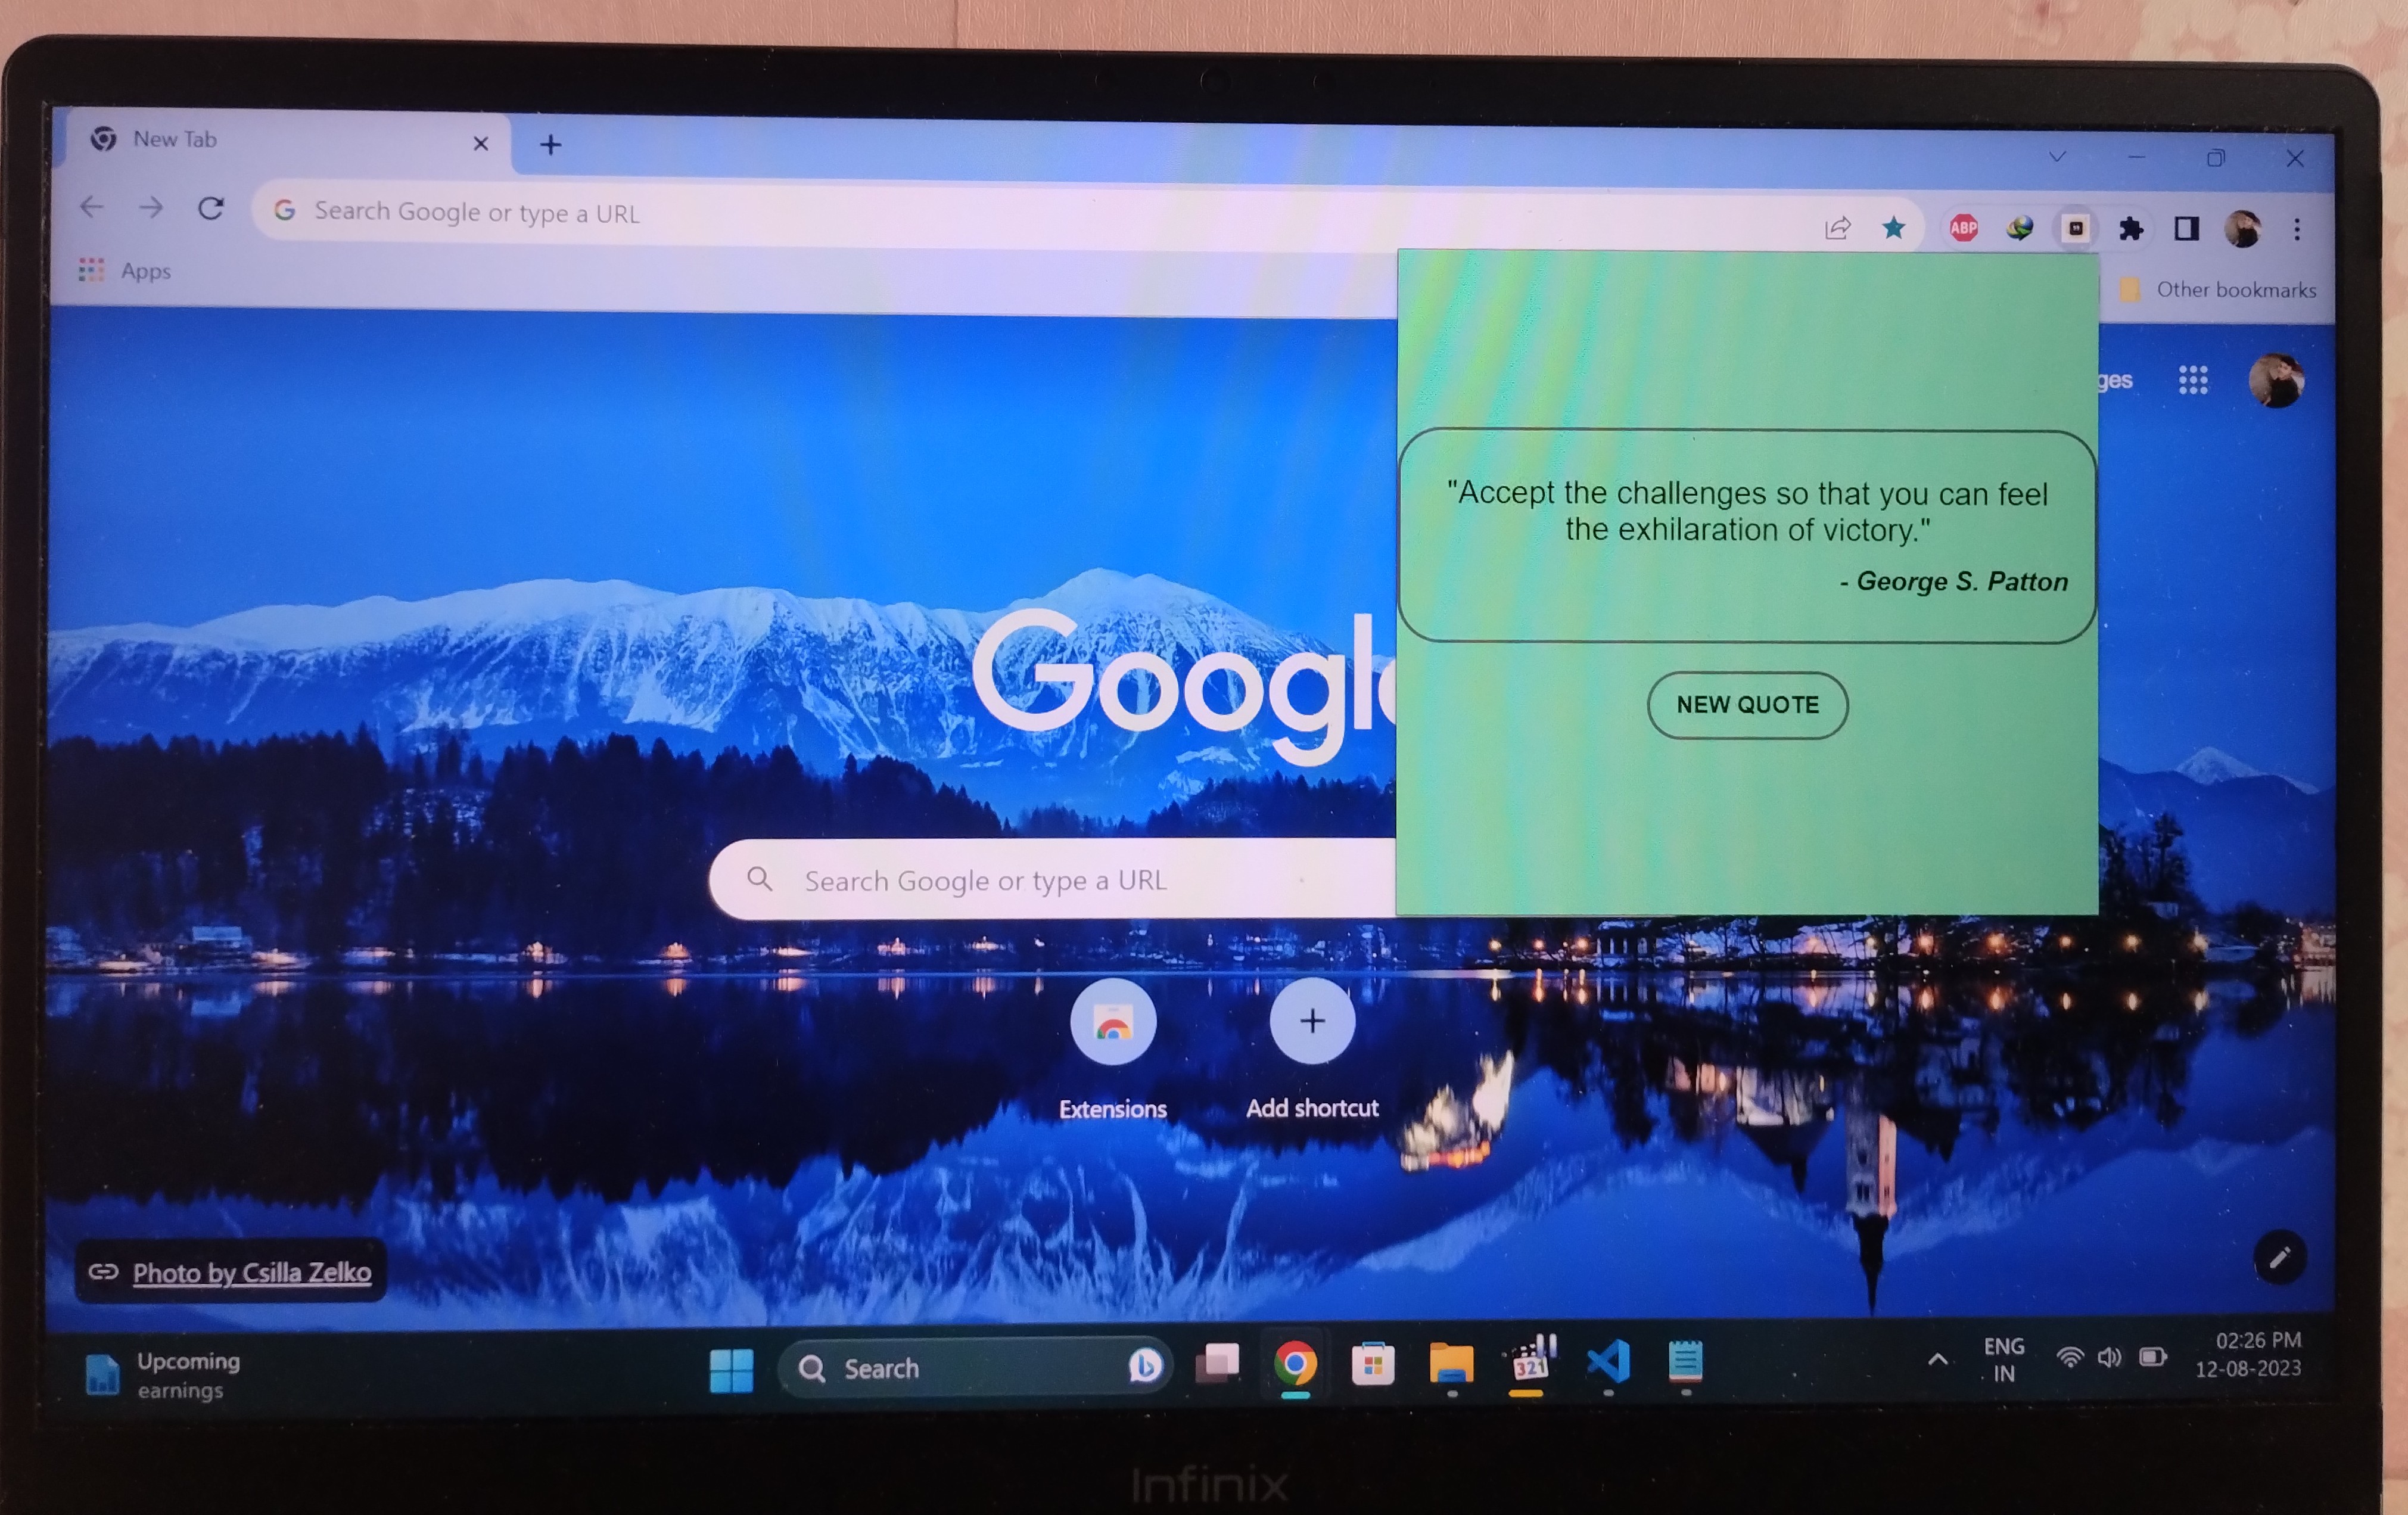 New Tab
Search Google or type a URL
ABP
Apps
Other bookmarks
ges
"Accept the challenges so that you can feel
the exhilaration of victory."
- George S. Patton
NEW QUOTE
Google
Search Google or type a URL
Extensions
Add shortcut
Photo by Csilla Zelko
Upcoming
earnings
Search
321
ENG
IN
02:26 PM
12-08-2023
Infinix